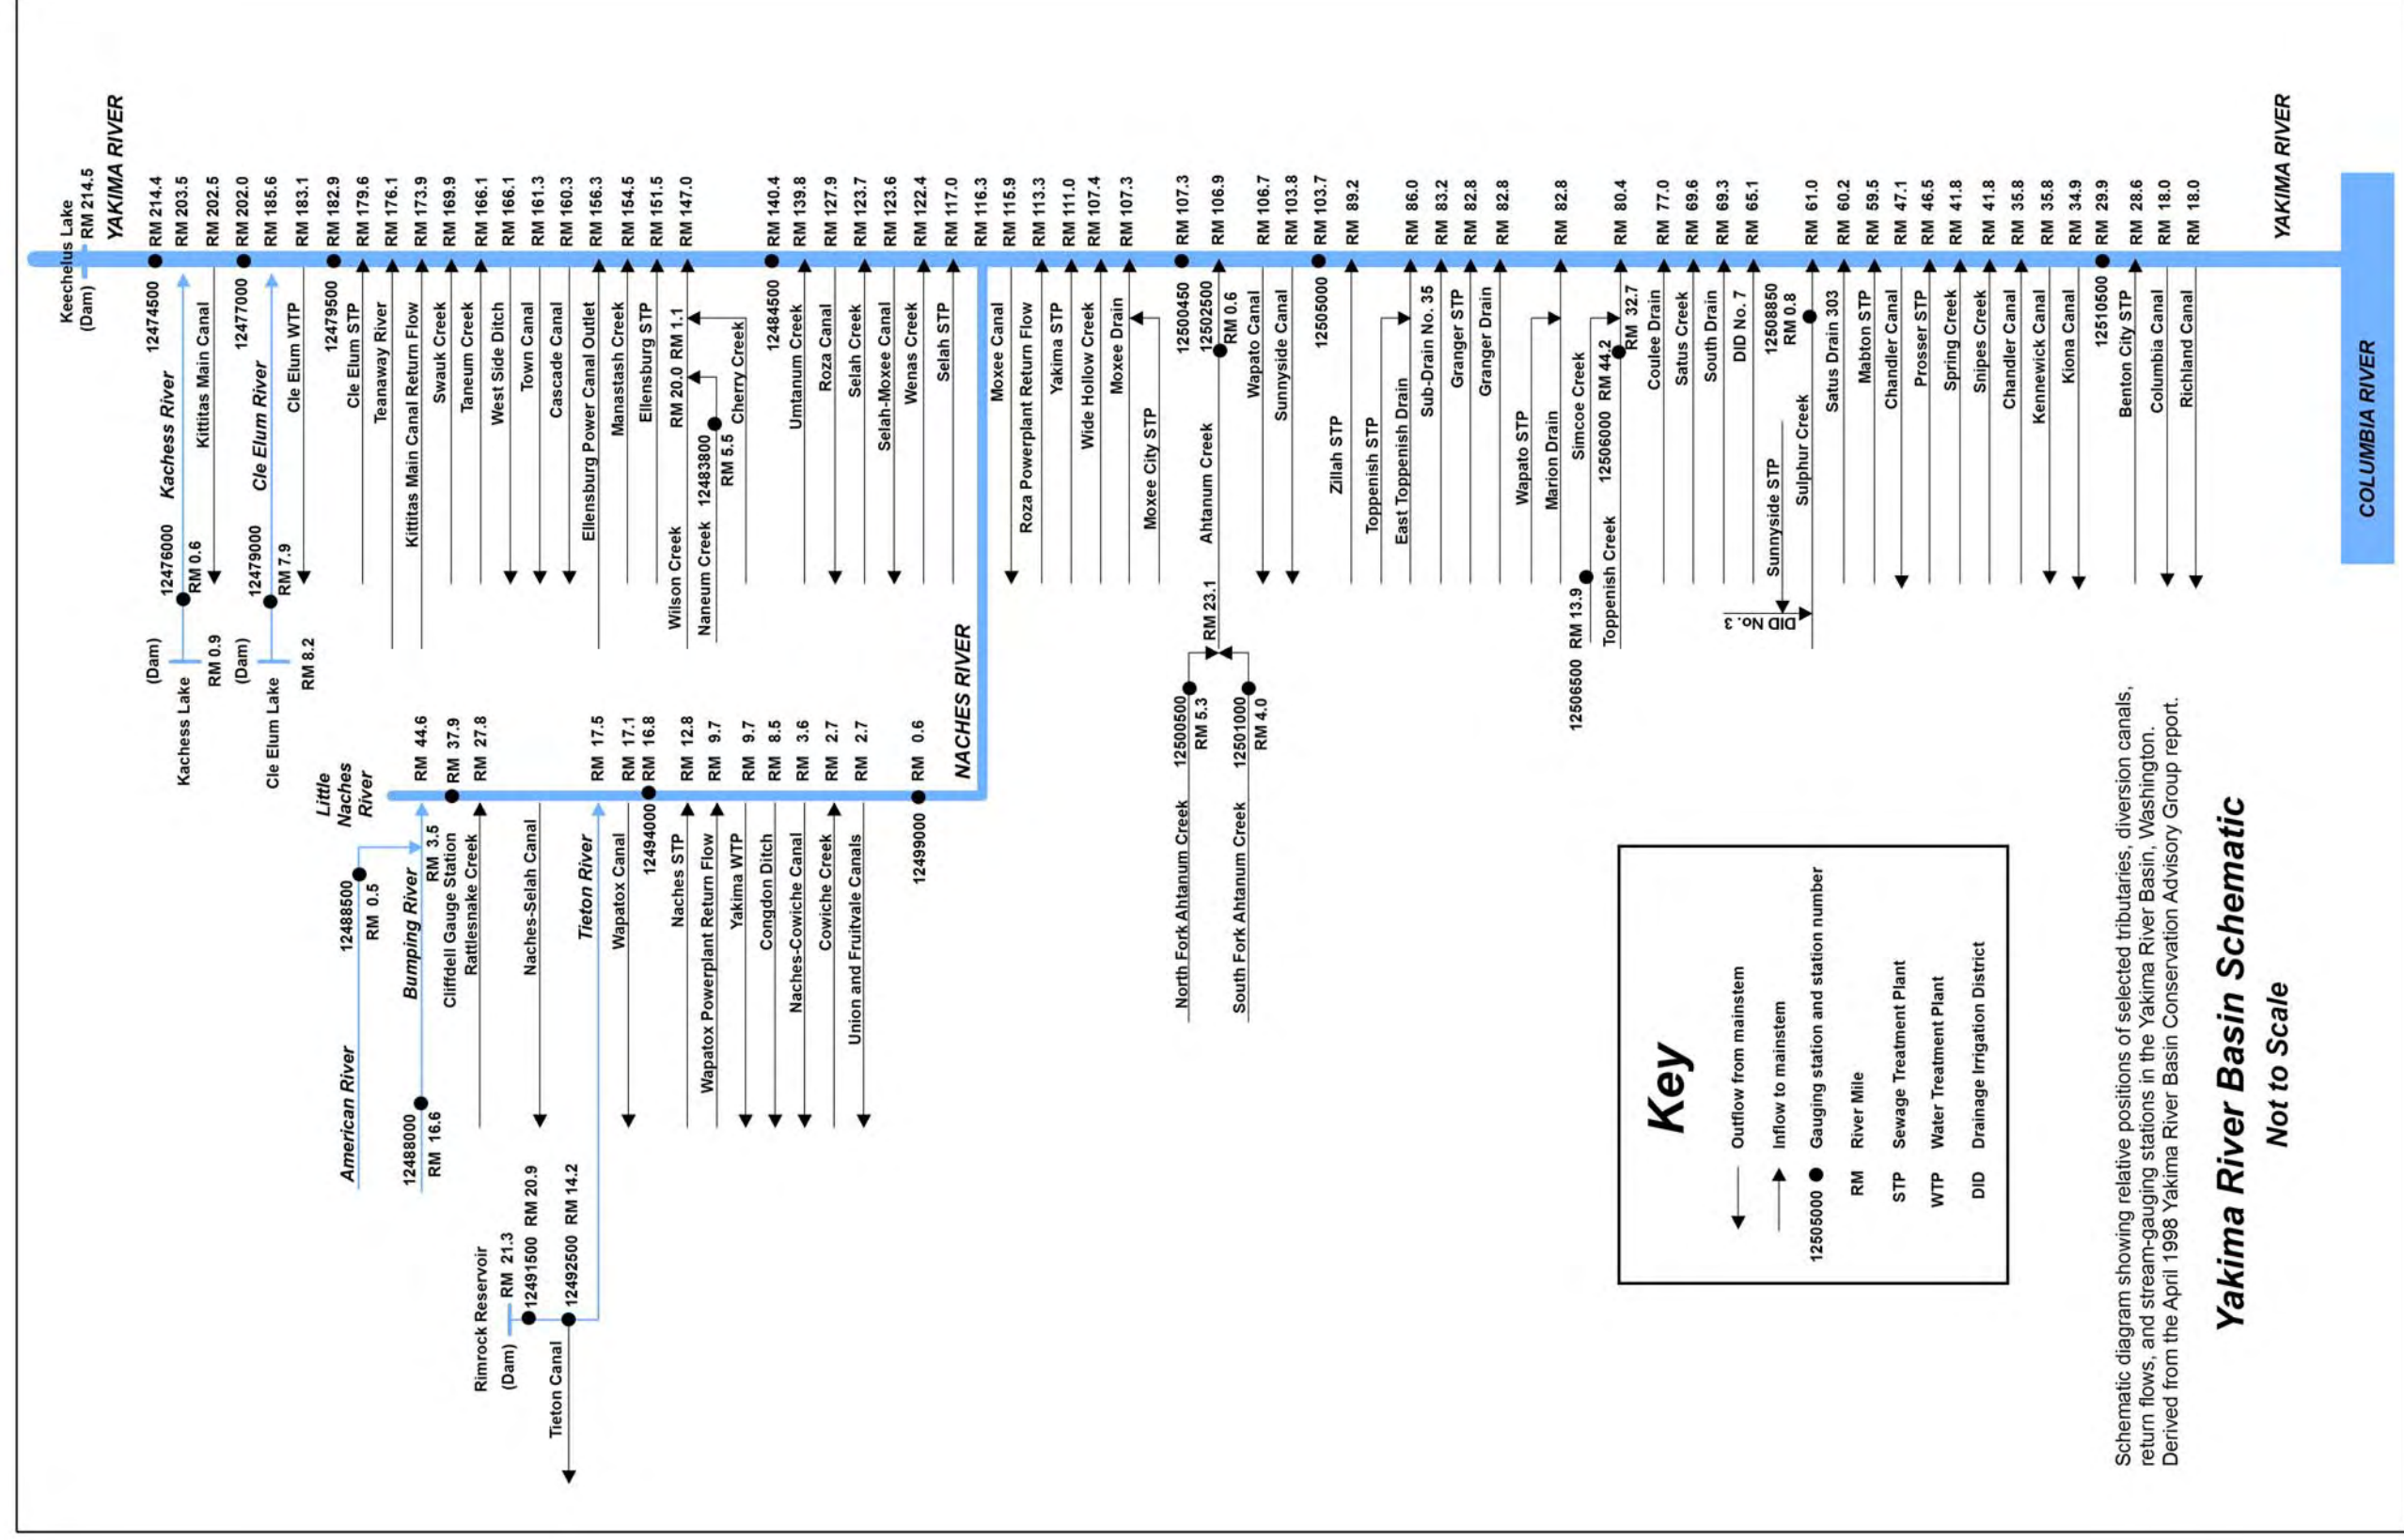 Keechelus Lake
(Dam)
RM 214.5
YAKIMA RIVER
12474500
RM 214.4
(Dam)
Kachess Lake
RM 0.9
12476000
RM 0.6
Kachess River
RM 203.5
Kittitas Main Canal
RM 202.5
12477000
RM 202.0
(Dam)
Cle Elum Lake
RM 8.2
12479000
RM 7.9
Cle Elum River
RM 185.6
Cle Elum WTP
RM 183.1
12479500
RM 182.9
Cle Elum STP
RM 179.6
Teanaway River
RM 176.1
Kittitas Main Canal Return Flow
RM 173.9
Swauk Creek
RM 169.9
Taneum Creek
RM 166.1
West Side Ditch
RM 166.1
Town Canal
RM 161.3
Cascade Canal
RM 160.3
Ellensburg Power Canal Outlet
RM 156.3
Manastash Creek
RM 154.5
Ellensburg STP
RM 151.5
Wilson Creek
RM 20.0 RM 1.1
RM 147.0
Naneum Creek
12483800
RM 5.5
Cherry Creek
12484500
RM 140.4
Umtanum Creek
RM 139.8
Roza Canal
RM 127.9
Selah Creek
RM 123.7
Selah-Moxee Canal
RM 123.6
Wenas Creek
RM 122.4
Selah STP
RM 117.0
RM 116.3
Little
Naches
River
American River
12488500
RM 0.5
12488000
RM 16.6
Bumping River
RM 3.5
RM 44.6
Cliffdell Gauge Station
RM 37.9
Rattlesnake Creek
RM 27.8
Naches-Selah Canal
Rimrock Reservoir
(Dam)
RM 21.3
12491500 RM 20.9
12492500 RM 14.2
Tieton Canal
Tieton River
RM 17.5
Wapatox Canal
RM 17.1
12494000
RM 16.8
Naches STP
RM 12.8
Wapatox Powerplant Return Flow
RM 9.7
Yakima WTP
RM 9.7
Congdon Ditch
RM 8.5
Naches-Cowiche Canal
RM 3.6
Cowiche Creek
RM 2.7
Union and Fruitvale Canals
RM 2.7
12499000
RM 0.6
NACHES RIVER
Moxee Canal
RM 115.9
Roza Powerplant Return Flow
RM 113.3
Yakima STP
RM 111.0
Wide Hollow Creek
RM 107.4
Moxee Drain
RM 107.3
Moxee City STP
12500450
RM 107.3
North Fork Ahtanum Creek
12500500
RM 5.3
South Fork Ahtanum Creek
12501000
RM 4.0
RM 23.1
Ahtanum Creek
12502500
RM 0.6
RM 106.9
Wapato Canal
RM 106.7
Sunnyside Canal
RM 103.8
12505000
RM 103.7
Zillah STP
RM 89.2
Toppenish STP
East Toppenish Drain
RM 86.0
Sub-Drain No. 35
RM 83.2
Granger STP
RM 82.8
Granger Drain
RM 82.8
Wapato STP
Marion Drain
RM 82.8
12506500 RM 13.9
Simcoe Creek
Toppenish Creek
12506000 RM 44.2
RM 32.7
RM 80.4
Coulee Drain
RM 77.0
Satus Creek
RM 69.6
South Drain
RM 69.3
DID No. 7
RM 65.1
DID No. 3
Sunnyside STP
12508850
RM 0.8
Sulphur Creek
RM 61.0
Satus Drain 303
RM 60.2
Mabton STP
RM 59.5
Chandler Canal
RM 47.1
Prosser STP
RM 46.5
Spring Creek
RM 41.8
Snipes Creek
RM 41.8
Chandler Canal
RM 35.8
Kennewick Canal
RM 35.8
Kiona Canal
RM 34.9
12510500
RM 29.9
Benton City STP
RM 28.6
Columbia Canal
RM 18.0
Richland Canal
RM 18.0
YAKIMA RIVER
COLUMBIA RIVER
Key
Outflow from mainstem
Inflow to mainstem
12505000
Gauging station and station number
RM River Mile
STP Sewage Treatment Plant
WTP Water Treatment Plant
DID Drainage Irrigation District
Schematic diagram showing relative positions of selected tributaries, diversion canals,
return flows, and stream-gauging stations in the Yakima River Basin, Washington.
Derived from the April 1998 Yakima River Basin Conservation Advisory Group report.
Yakima River Basin Schematic
Not to Scale